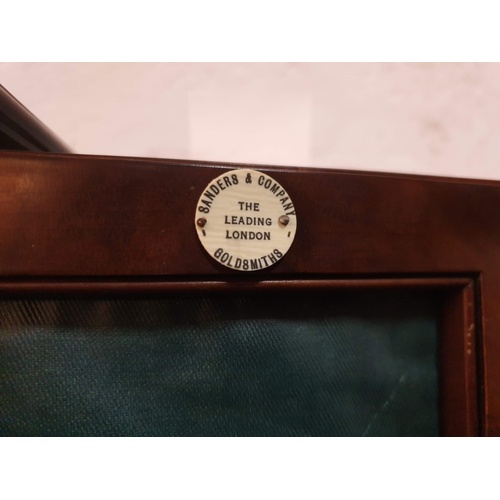 SANDERS & COMPANY
THE
LEADING
LONDON
GOLDSMITHS